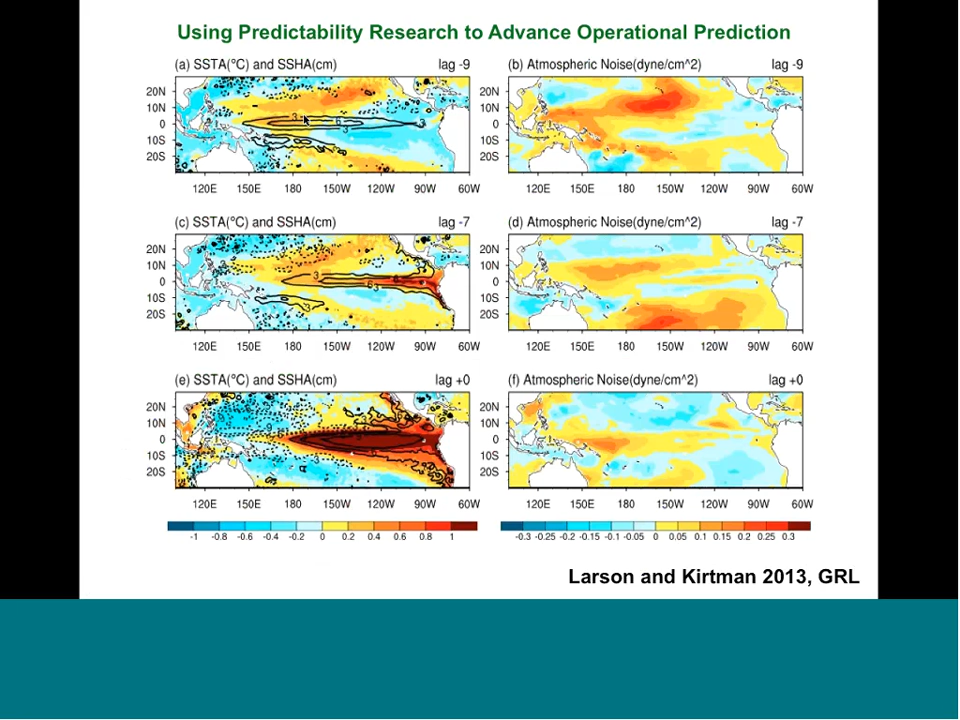 Using Predictability Research to Advance Operational Prediction
(a) SSTA(°C) and SSHA(cm) lag -9
(b) Atmospheric Noise(dyne/cm^2) lag -9
20N
10N
0
10S
20S
3
6
3
3
20N
10N
0
10S
20S
120E 150E 180 150W 120W 90W 60W
120E 150E 180 150W 120W 90W 60W
(c) SSTA(°C) and SSHA(cm) lag -7
(d) Atmospheric Noise(dyne/cm^2) lag -7
20N
10N
0
10S
20S
3
6
3
3
20N
10N
0
10S
20S
120E 150E 180 150W 120W 90W 60W
120E 150E 180 150W 120W 90W 60W
(e) SSTA(°C) and SSHA(cm) lag +0
(f) Atmospheric Noise(dyne/cm^2) lag +0
20N
10N
0
10S
20S
20N
10N
0
10S
20S
120E 150E 180 150W 120W 90W 60W
120E 150E 180 150W 120W 90W 60W
-1 -0.8 -0.6 -0.4 -0.2 0 0.2 0.4 0.6 0.8 1
-0.3 -0.25 -0.2 -0.15 -0.1 -0.05 0 0.05 0.1 0.15 0.2 0.25 0.3
Larson and Kirtman 2013, GRL